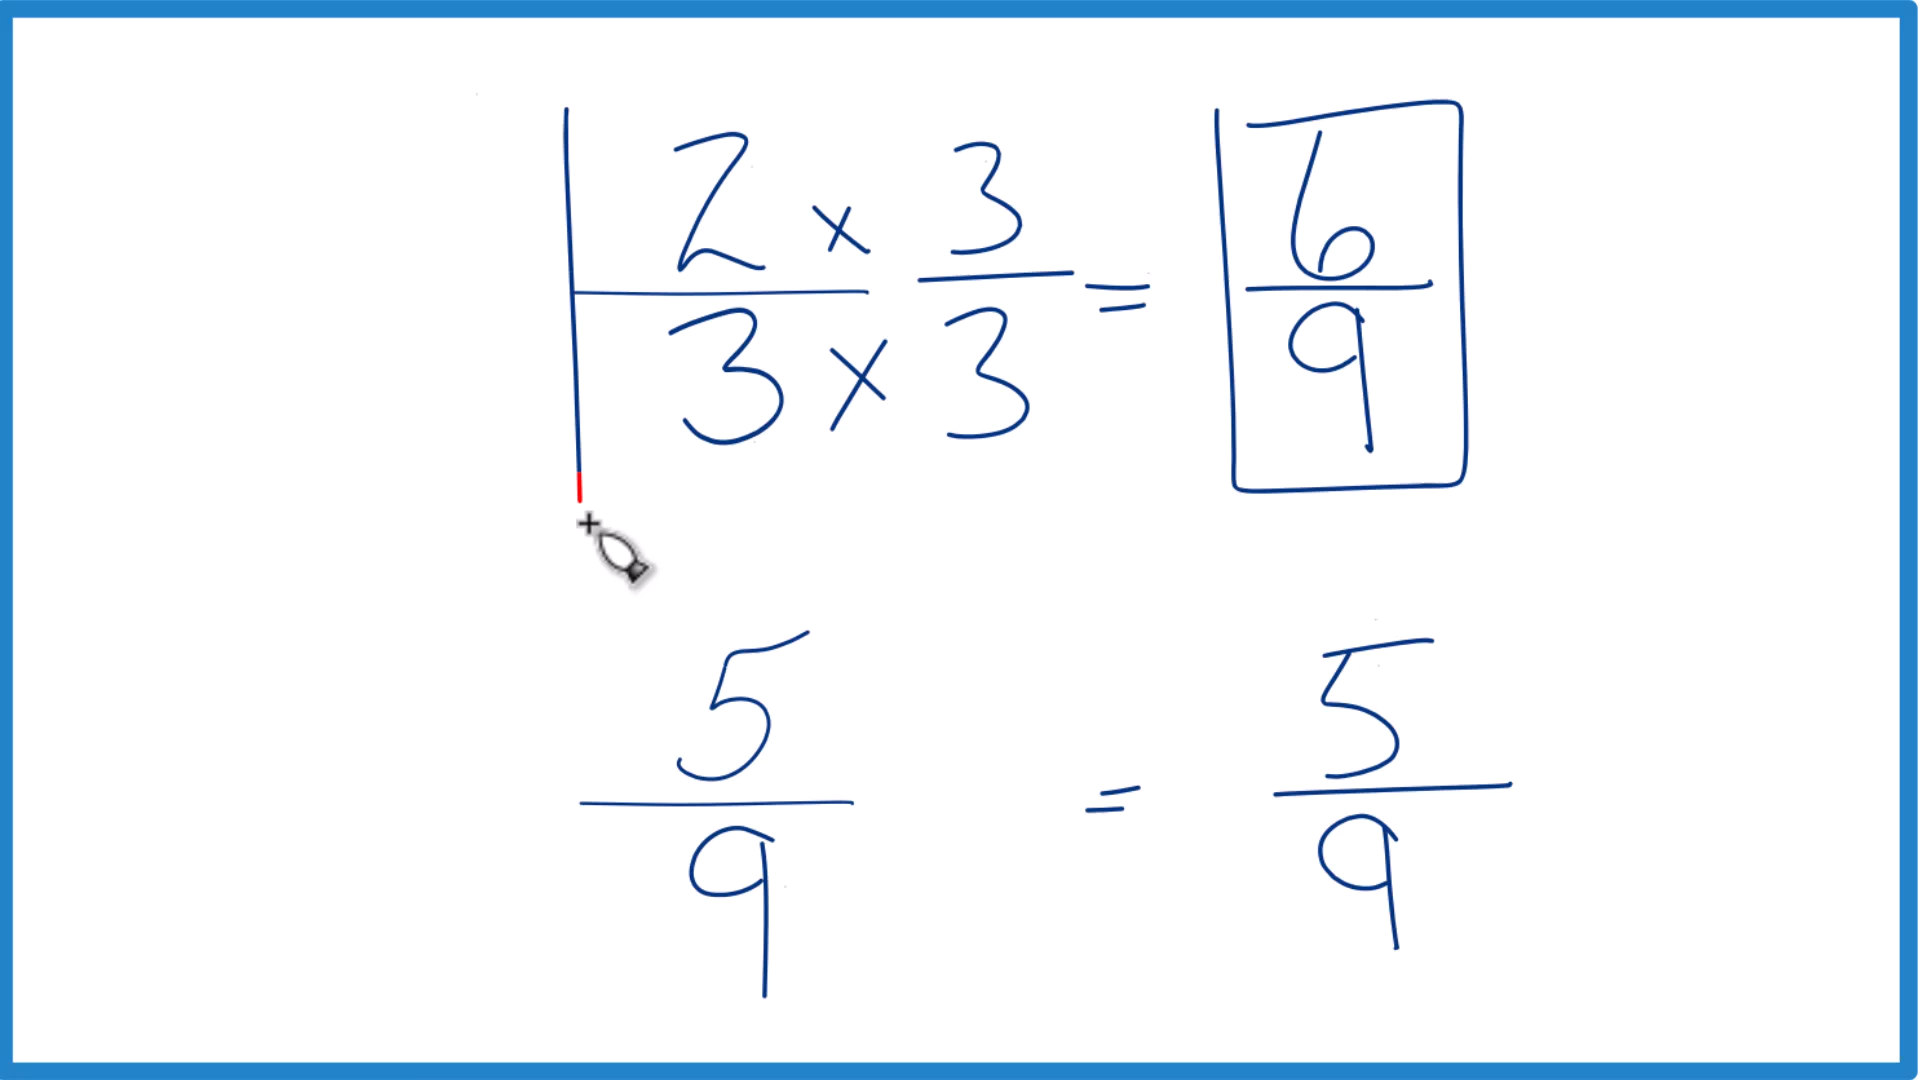 2 × 3 = 6
3 × 3 9
5 = 5
9 9